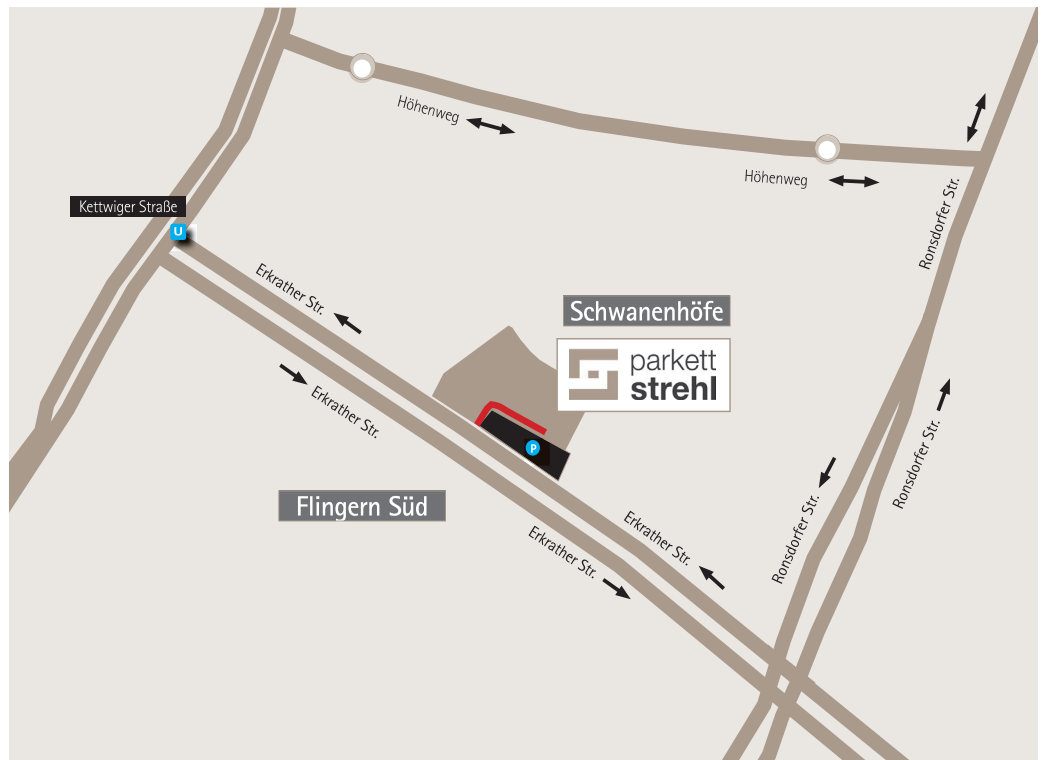 Höhenweg
Höhenweg
Ronsdorfer Str.
Kettwiger Straße
U
Erkrather Str.
Schwanenhöfe
parkett
strehl
Erkrather Str.
P
Ronsdorfer Str.
Flingern Süd
Erkrather Str.
Ronsdorfer Str.
Erkrather Str.